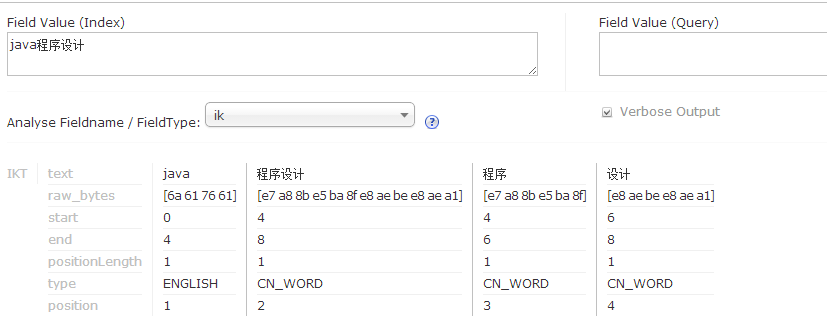 Field Value (Index) Field Value (Query)
java程序设计
Analyse Fieldname / FieldType: ik ? Verbose Output
IKT text java 程序设计 程序 设计
raw_bytes [6a 61 76 61] [e7 a8 8b e5 ba 8f e8 ae be e8 ae a1] [e7 a8 8b e5 ba 8f] [e8 ae be e8 ae a1]
start 0 4 4 6
end 4 8 6 8
positionLength 1 1 1 1
type ENGLISH CN_WORD CN_WORD CN_WORD
position 1 2 3 4